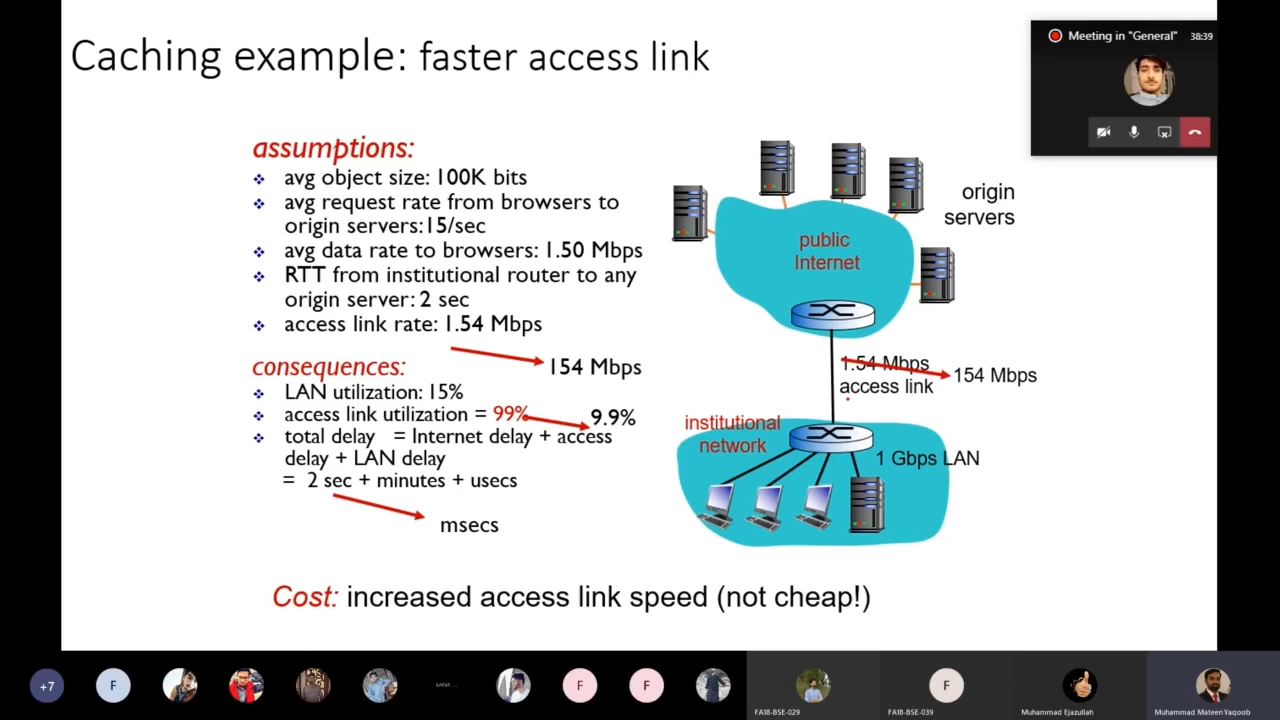 Caching example: faster access link
Meeting in "General"
38:39
assumptions:
avg object size: 100K bits
avg request rate from browsers to
origin servers:15/sec
avg data rate to browsers: 1.50 Mbps
RTT from institutional router to any
origin server: 2 sec
access link rate: 1.54 Mbps
154 Mbps
consequences:
LAN utilization: 15%
access link utilization = 99%
9.9%
total delay = Internet delay + access
delay + LAN delay
= 2 sec + minutes + usecs
msecs
origin
servers
public
Internet
1.54 Mbps
access link
154 Mbps
institutional
network
1 Gbps LAN
Cost: increased access link speed (not cheap!)
+7
F
F
F
F
FA18-BSE-029
FA18-BSE-039
Muhammad Ejazullah
Muhammad Mateen Yaqoob